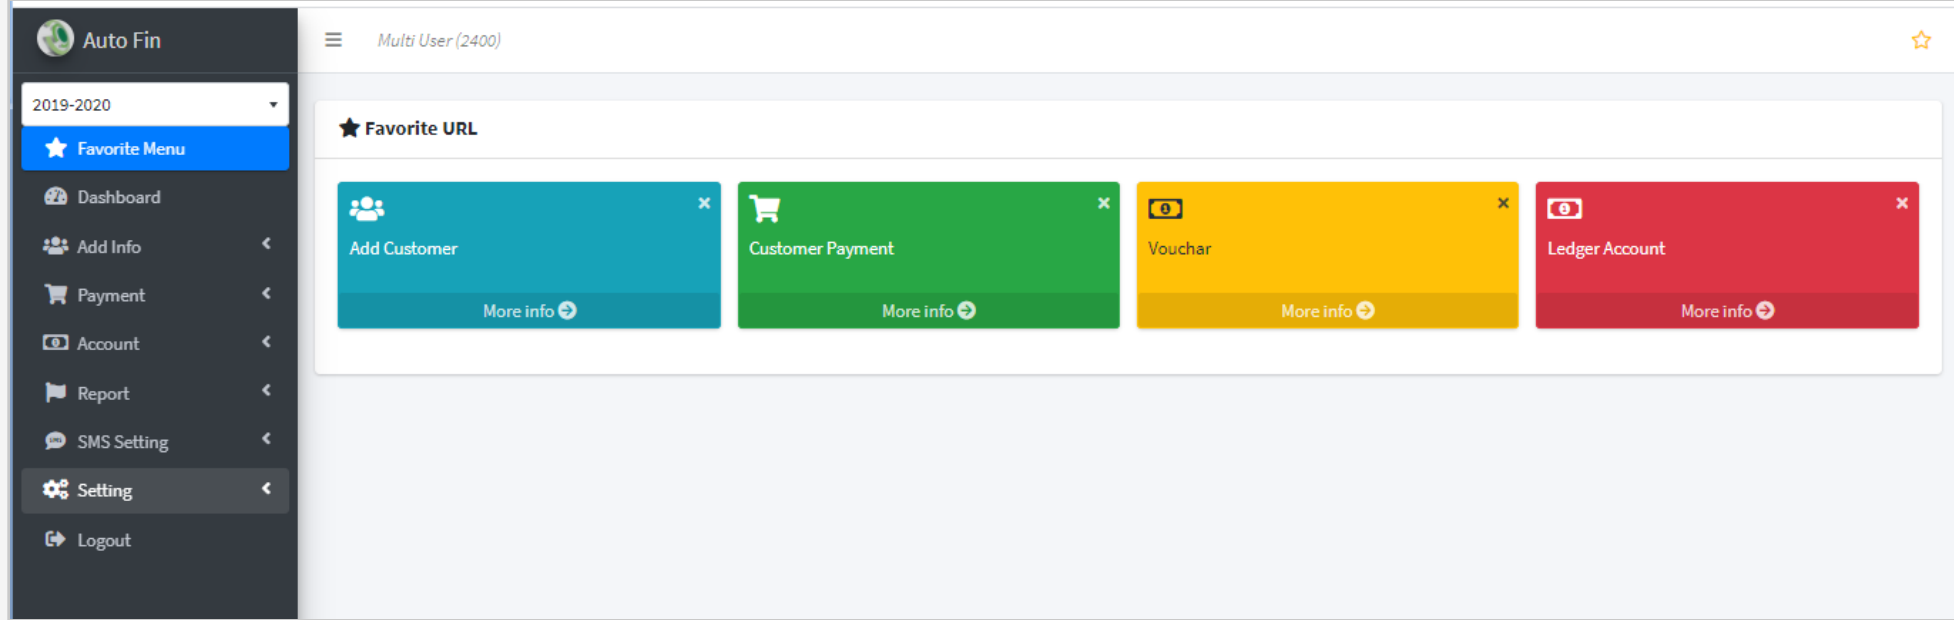 Auto Fin
Multi User (2400)
2019-2020
Favorite Menu
Dashboard
Add Info
Payment
Account
Report
SMS Setting
Setting
Logout
Favorite URL
Add Customer
More info
Customer Payment
More info
Vouchar
More info
Ledger Account
More info